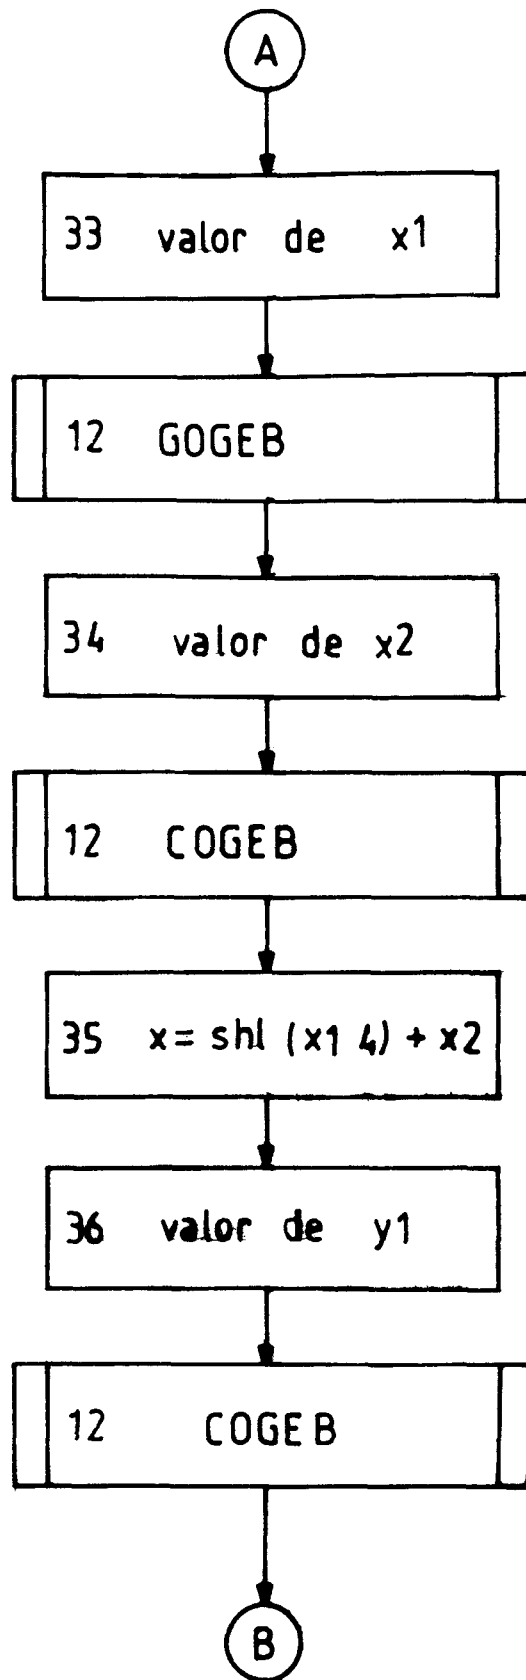 A
33 valor de x1
12 GOGEB
34 valor de x2
12 COGEB
35 x = shl (x1 4) + x2
36 valor de y1
12 COGEB
B